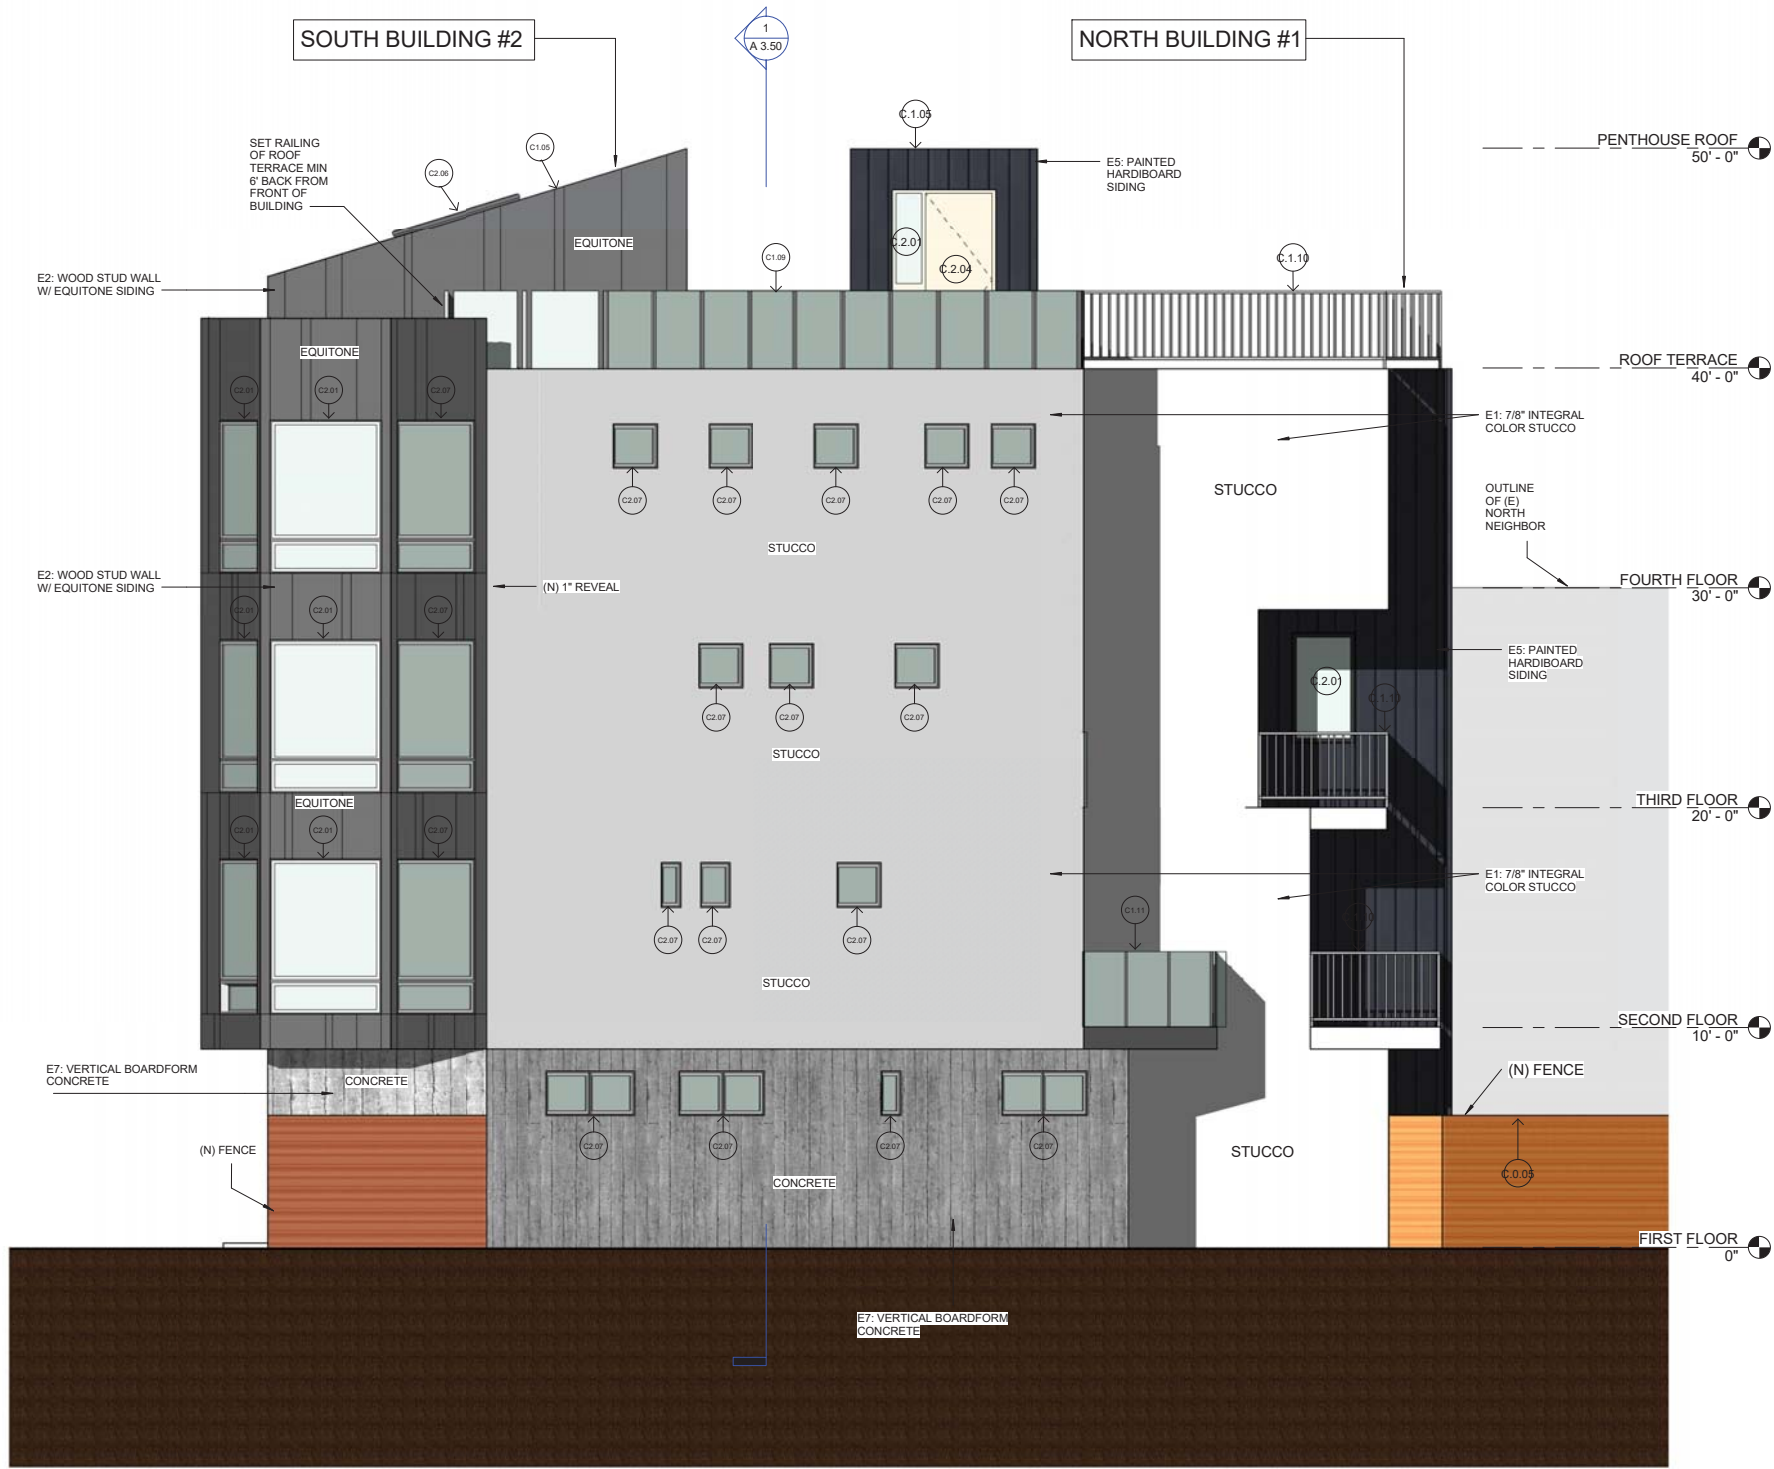 SOUTH BUILDING #2
1
A 3.50
NORTH BUILDING #1
C.1.05
PENTHOUSE ROOF
50' - 0"
SET RAILING
OF ROOF
TERRACE MIN
6' BACK FROM
FRONT OF
BUILDING
C1.05
C2.06
E5: PAINTED
HARDIBOARD
SIDING
EQUITONE
C.2.01
C.2.04
C1.09
C.1.10
E2: WOOD STUD WALL
W/ EQUITONE SIDING
EQUITONE
ROOF TERRACE
40' - 0"
C2.01
C2.01
C2.07
E1: 7/8" INTEGRAL
COLOR STUCCO
C2.07
C2.07
C2.07
C2.07
C2.07
STUCCO
OUTLINE
OF (E)
NORTH
NEIGHBOR
STUCCO
E2: WOOD STUD WALL
W/ EQUITONE SIDING
(N) 1" REVEAL
FOURTH FLOOR
30' - 0"
C2.01
C2.01
C2.07
E5: PAINTED
HARDIBOARD
SIDING
C.2.01
C.1.10
C2.07
C2.07
C2.07
STUCCO
EQUITONE
THIRD FLOOR
20' - 0"
C2.01
C2.01
C2.07
E1: 7/8" INTEGRAL
COLOR STUCCO
C1.11
C2.07
C2.07
C2.07
STUCCO
SECOND FLOOR
10' - 0"
E7: VERTICAL BOARDFORM
CONCRETE
CONCRETE
(N) FENCE
C2.07
C2.07
C2.07
C2.07
(N) FENCE
STUCCO
C.0.05
CONCRETE
FIRST FLOOR
0"
E7: VERTICAL BOARDFORM
CONCRETE